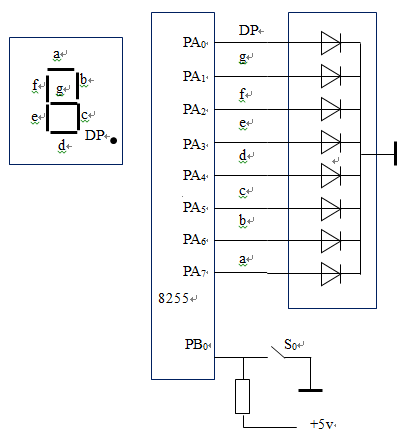 a
f
g
b
e
c
d
DP
PA0
DP
PA1
g
PA2
f
PA3
e
PA4
d
PA5
c
PA6
b
PA7
a
8255
PB0
S0
+5v